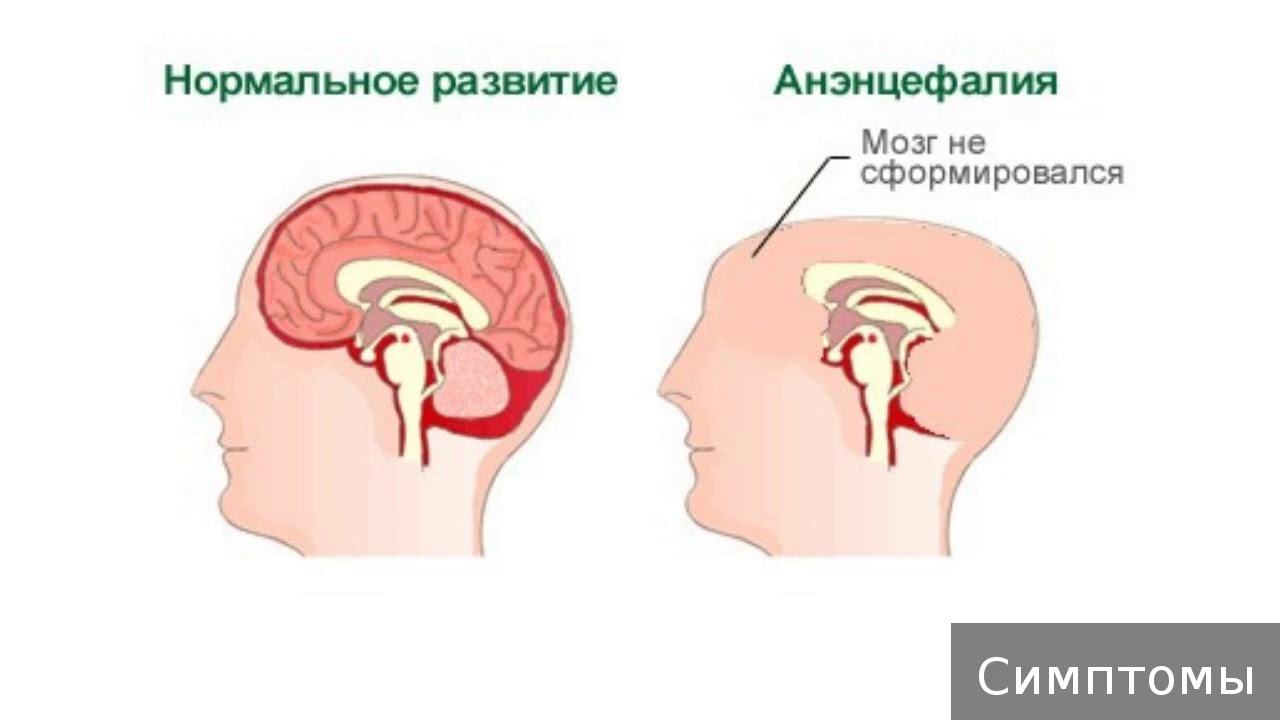 Нормальное развитие
Анэнцефалия
Мозг не
сформировался
Симптомы